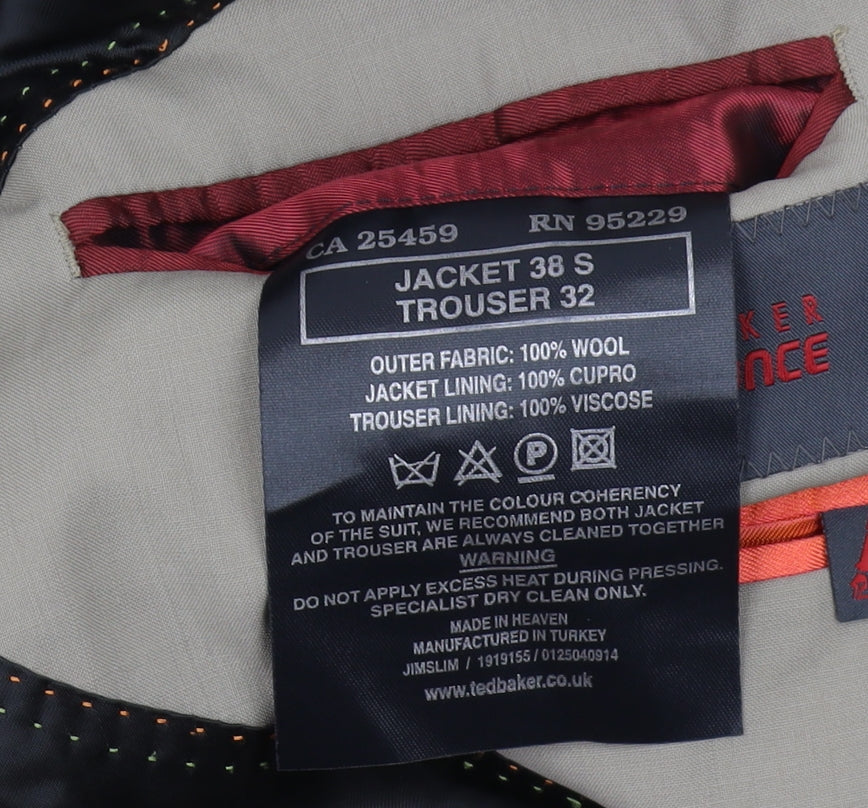 CA 25459 RN 95229
JACKET 38 S
TROUSER 32
OUTER FABRIC: 100% WOOL
JACKET LINING: 100% CUPRO
TROUSER LINING: 100% VISCOSE
P
TO MAINTAIN THE COLOUR COHERENCY
OF THE SUIT, WE RECOMMEND BOTH JACKET
AND TROUSER ARE ALWAYS CLEANED TOGETHER
WARNING
DO NOT APPLY EXCESS HEAT DURING PRESSING.
SPECIALIST DRY CLEAN ONLY.
MADE IN HEAVEN
MANUFACTURED IN TURKEY
JIMSLIM / 1919155 / 0125040914
www.tedbaker.co.uk
KER
NCE